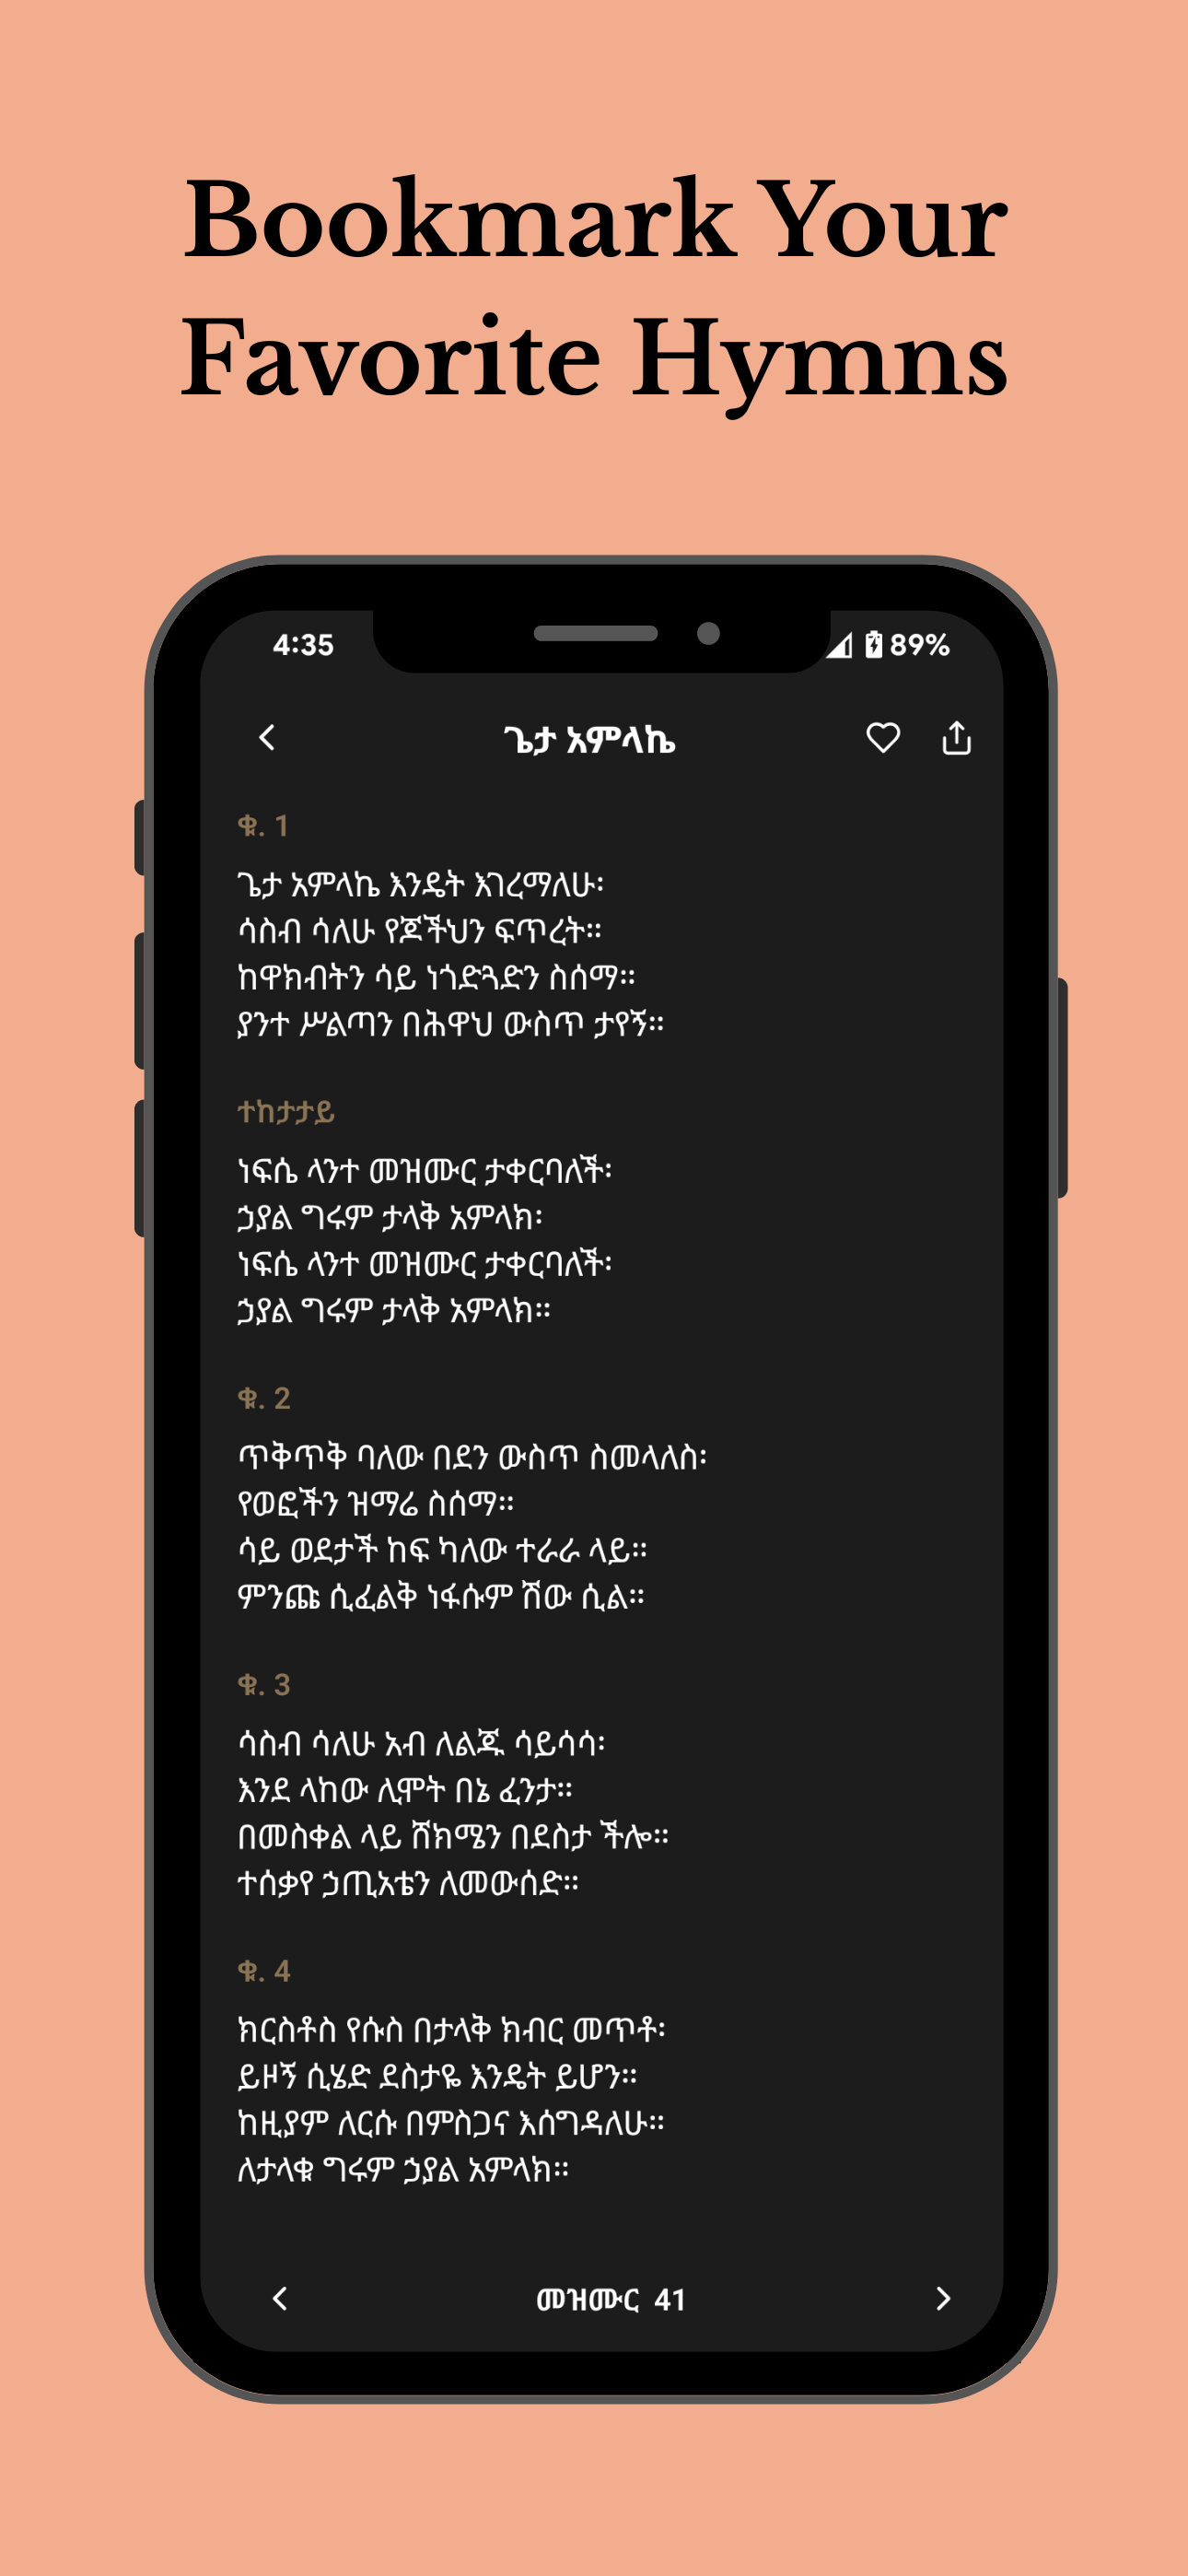 Bookmark Your
Favorite Hymns
4:35
89%
ጌታ አምላኬ
ቁ. 1
ጌታ አምላኬ እንዴት እገረማለሁ፡
ሳስብ ሳለሁ የጆችህን ፍጥረት።
ከዋክብትን ሳይ ነጎድጓድን ስሰማ።
ያንተ ሥልጣን በሕዋህ ውስጥ ታየኝ።
ተከታታይ
ነፍሴ ላንተ መዝሙር ታቀርባለች፡
ኃያል ግሩም ታላቅ አምላክ፡
ነፍሴ ላንተ መዝሙር ታቀርባለች፡
ኃያል ግሩም ታላቅ አምላክ።
ቁ. 2
ጥቅጥቅ ባለው በደን ውስጥ ስመላለስ፡
የወፎችን ዝማሬ ስሰማ።
ሳይ ወደታች ከፍ ካለው ተራራ ላይ።
ምንጩ ሲፈልቅ ነፋሱም ሽው ሲል።
ቁ. 3
ሳስብ ሳለሁ አብ ለልጁ ሳይሳሳ፡
እንደ ላከው ሊሞት በኔ ፈንታ።
በመስቀል ላይ ሸክሜን በደስታ ችሎ።
ተሰቃየ ኃጢአቴን ለመውሰድ።
ቁ. 4
ክርስቶስ የሱስ በታላቅ ክብር መጥቶ፡
ይዞኝ ሲሄድ ደስታዬ እንዴት ይሆን።
ከዚያም ለርሱ በምስጋና እሰግዳለሁ።
ለታላቁ ግሩም ኃያል አምላክ።
መዝሙር 41